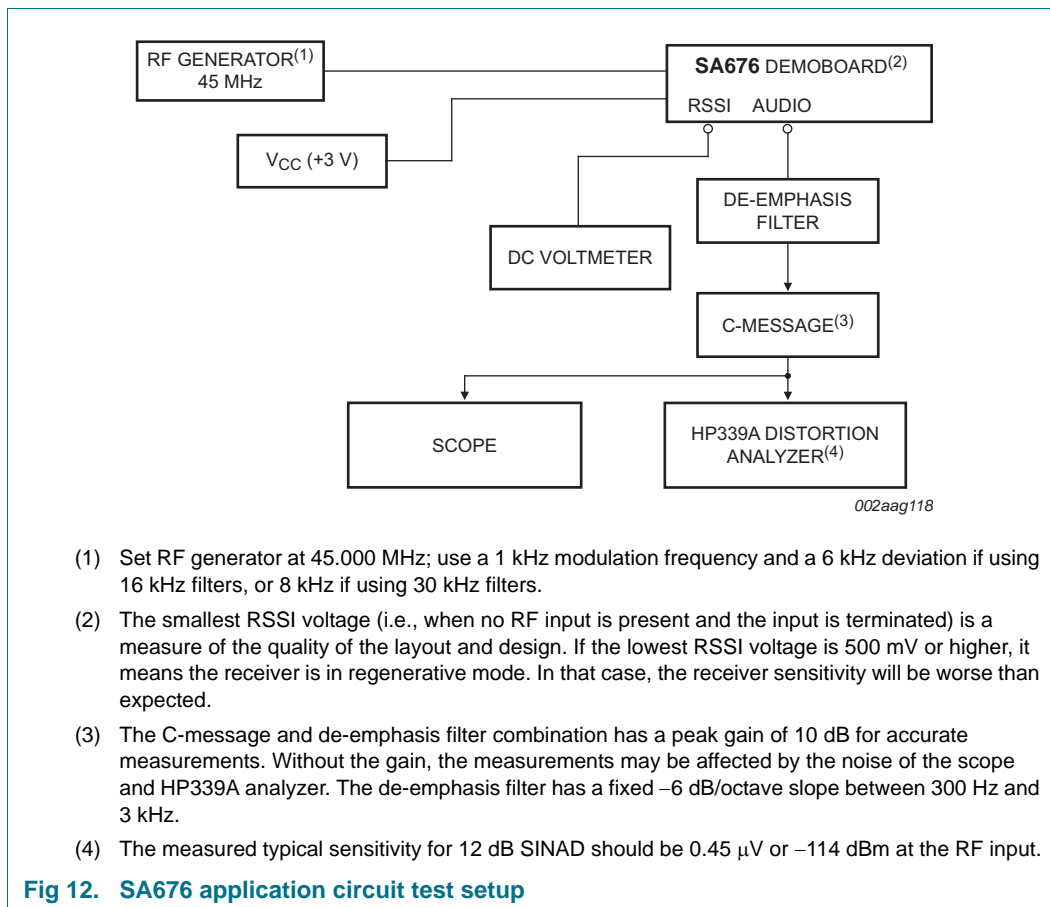 RF GENERATOR(1)
45 MHz
SA676 DEMOBOARD(2)
RSSI AUDIO
VCC (+3 V)
DE-EMPHASIS
FILTER
DC VOLTMETER
C-MESSAGE(3)
SCOPE
HP339A DISTORTION
ANALYZER(4)
002aag118
(1) Set RF generator at 45.000 MHz; use a 1 kHz modulation frequency and a 6 kHz deviation if using
16 kHz filters, or 8 kHz if using 30 kHz filters.
(2) The smallest RSSI voltage (i.e., when no RF input is present and the input is terminated) is a
measure of the quality of the layout and design. If the lowest RSSI voltage is 500 mV or higher, it
means the receiver is in regenerative mode. In that case, the receiver sensitivity will be worse than
expected.
(3) The C-message and de-emphasis filter combination has a peak gain of 10 dB for accurate
measurements. Without the gain, the measurements may be affected by the noise of the scope
and HP339A analyzer. The de-emphasis filter has a fixed −6 dB/octave slope between 300 Hz and
3 kHz.
(4) The measured typical sensitivity for 12 dB SINAD should be 0.45 μV or −114 dBm at the RF input.
Fig 12. SA676 application circuit test setup